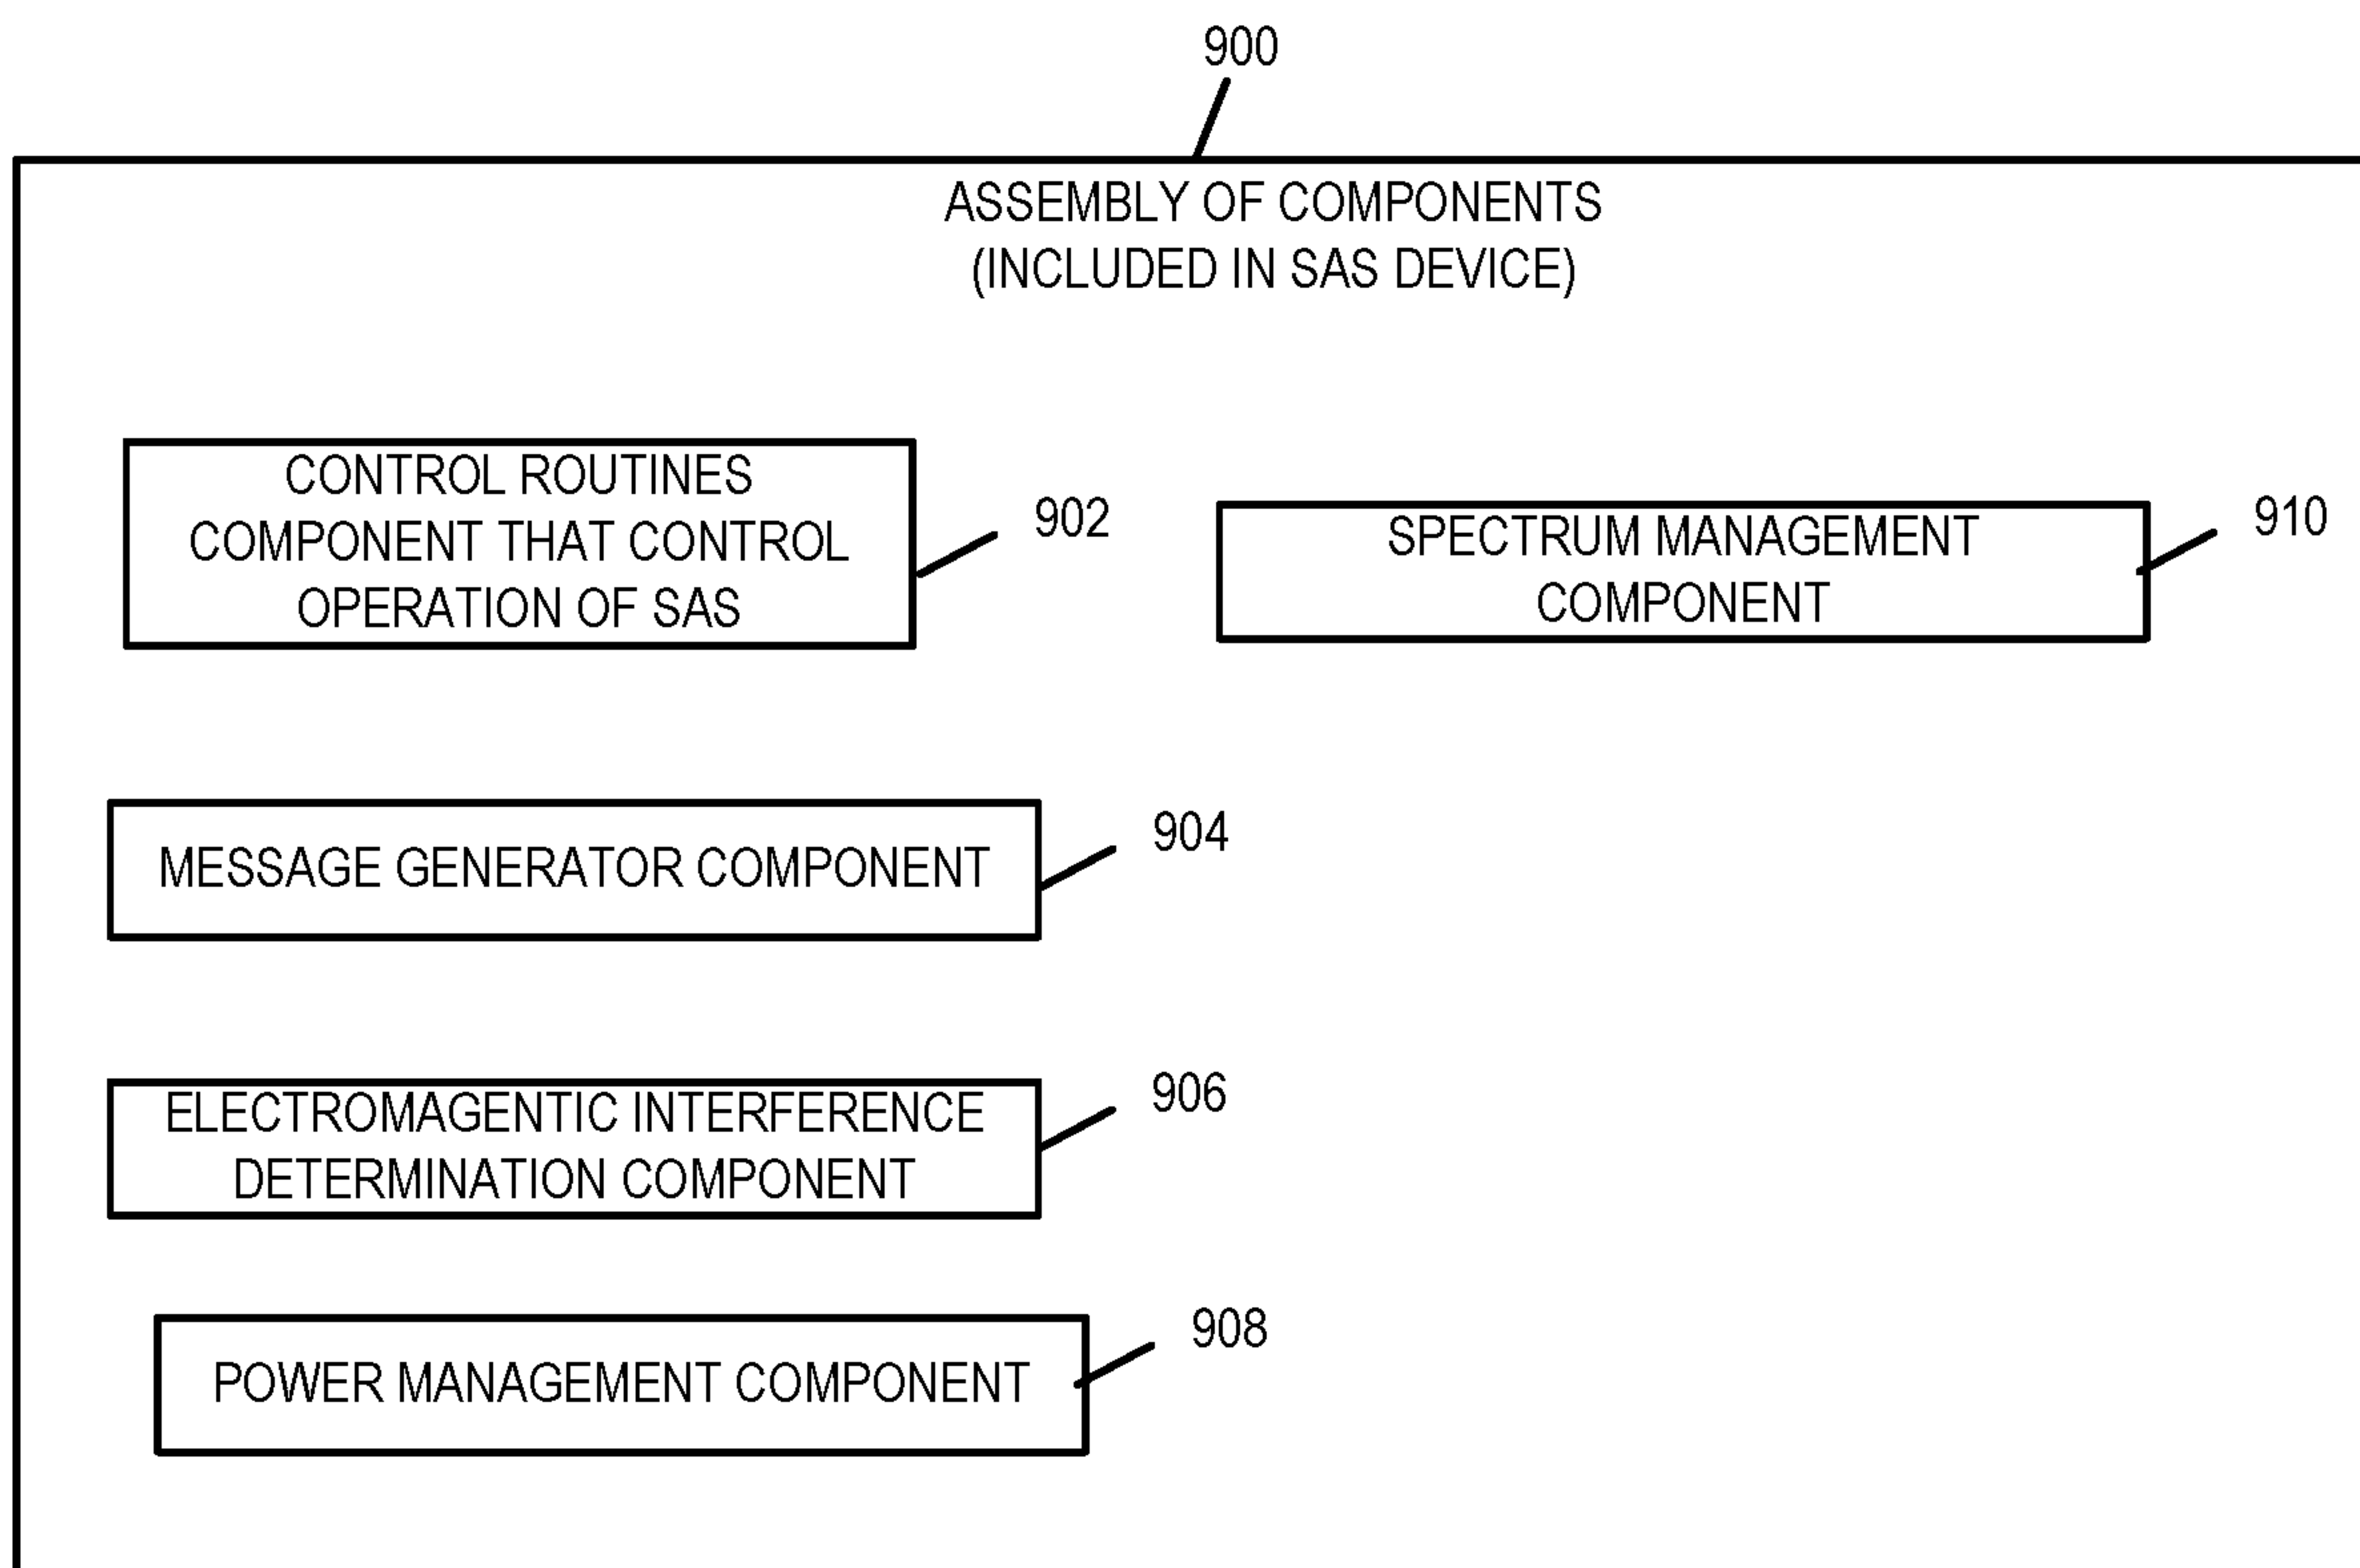 900
ASSEMBLY OF COMPONENTS
(INCLUDED IN SAS DEVICE)
CONTROL ROUTINES
COMPONENT THAT CONTROL
OPERATION OF SAS
902
SPECTRUM MANAGEMENT
COMPONENT
910
MESSAGE GENERATOR COMPONENT
904
ELECTROMAGENTIC INTERFERENCE
DETERMINATION COMPONENT
906
POWER MANAGEMENT COMPONENT
908